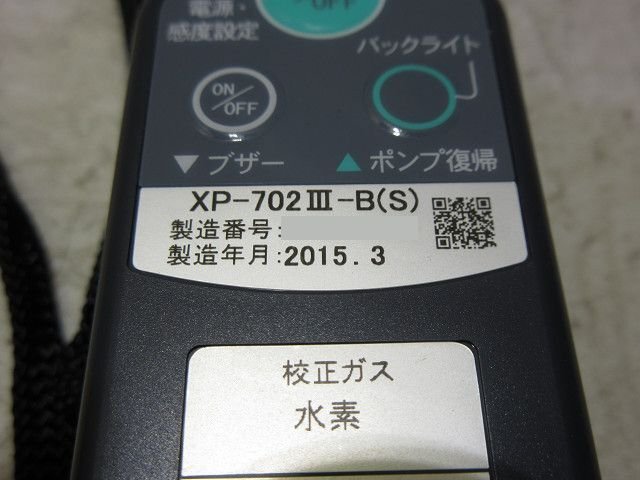 電源・
感度設定
OFF
バックライト
ON/OFF
▼ ブザー
▲ ポンプ復帰
XP-702Ⅲ-B(S)
製造番号:
製造年月:2015.3
校正ガス
水素